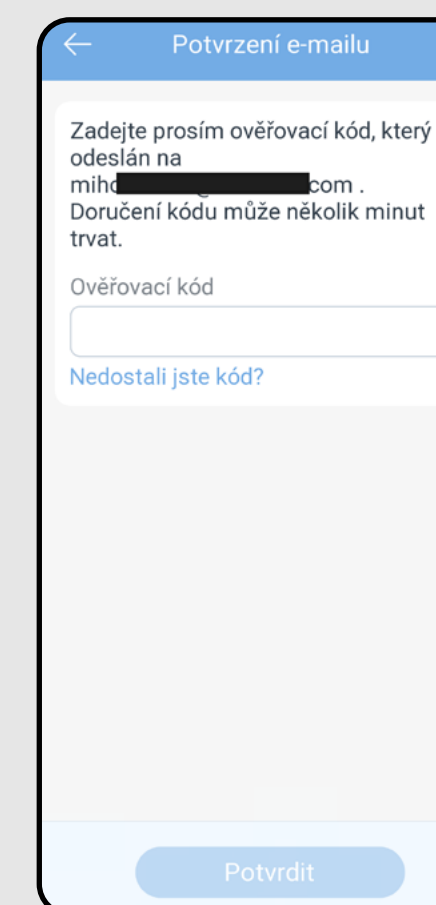 Potvrzení e-mailu
Zadejte prosím ověřovací kód, který
odeslán na
com .
Doručení kódu může několik minut
trvat.
Ověřovací kód
Nedostali jste kód?
Potvrdit